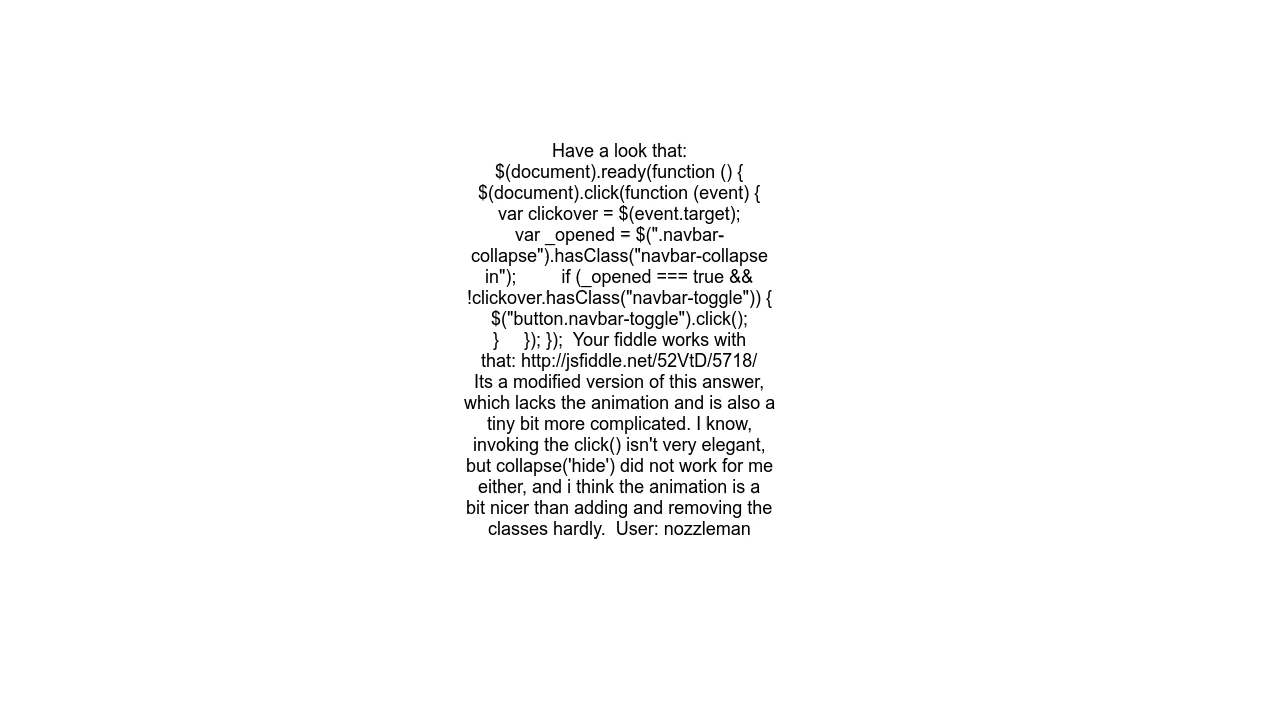 Have a look that:
$(document).ready(function () {
$(document).click(function (event) {
var clickover = $(event.target);
var _opened = $(".navbar-
collapse").hasClass("navbar-collapse
in");         if (_opened === true &&
!clickover.hasClass("navbar-toggle")) {
$("button.navbar-toggle").click();
}     }); });  Your fiddle works with
that: http://jsfiddle.net/52VtD/5718/
Its a modified version of this answer,
which lacks the animation and is also a
tiny bit more complicated. I know,
invoking the click() isn't very elegant,
but collapse('hide') did not work for me
either, and i think the animation is a
bit nicer than adding and removing the
classes hardly.  User: nozzleman